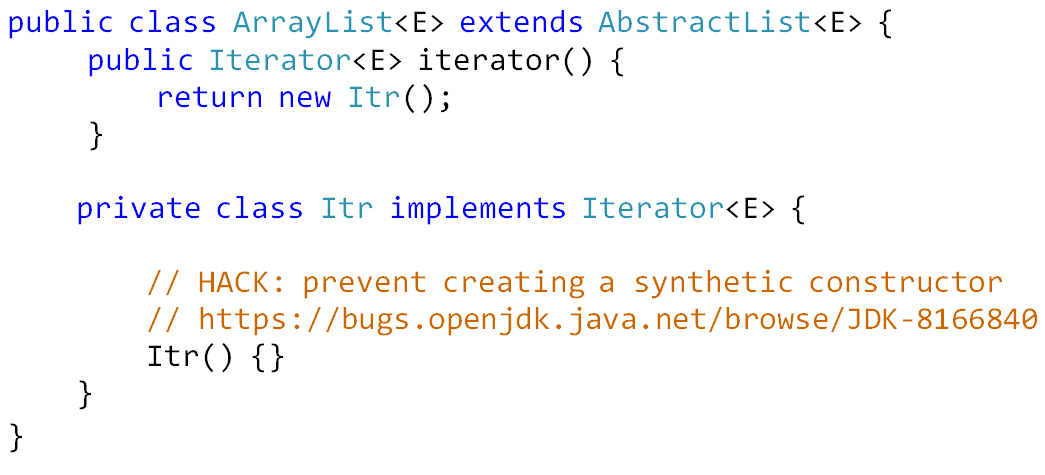 public class ArrayList<E> extends AbstractList<E> {
public Iterator<E> iterator() {
return new Itr();
}
private class Itr implements Iterator<E> {
// HACK: prevent creating a synthetic constructor
// https://bugs.openjdk.java.net/browse/JDK-8166840
Itr() {}
}
}